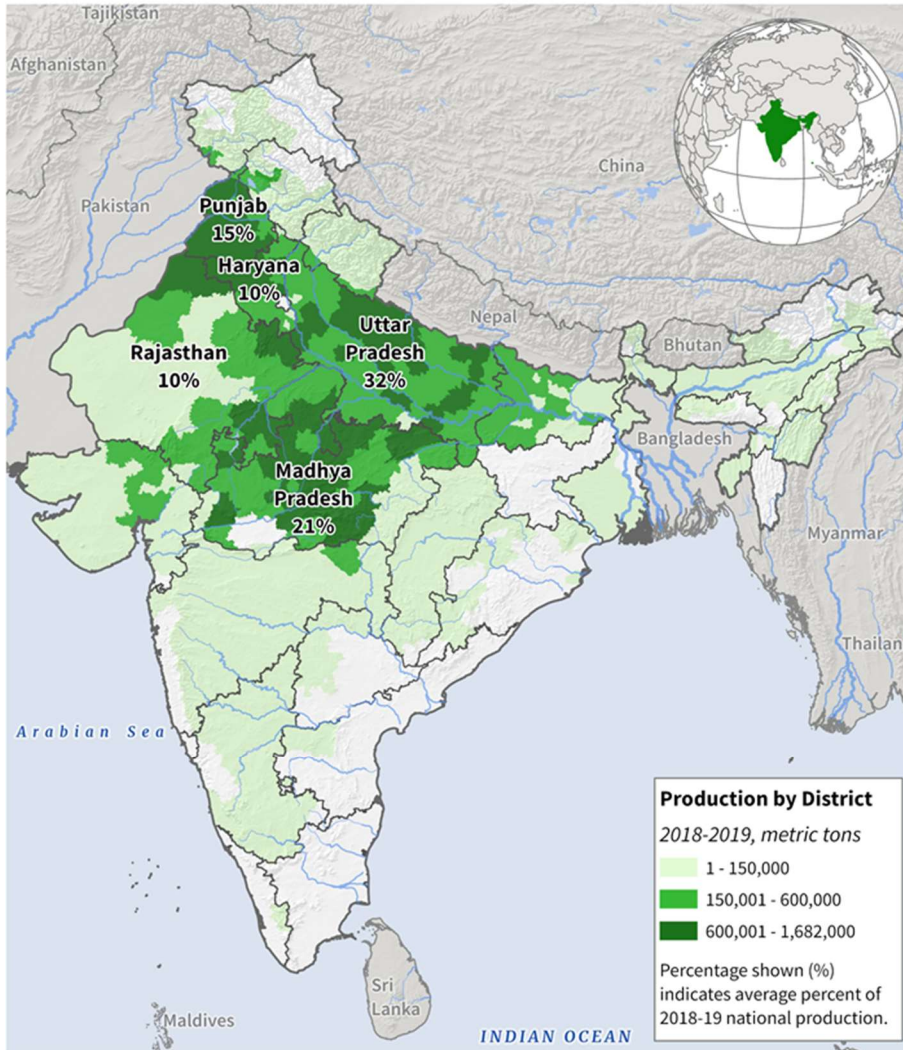 Tajikistan
Afghanistan
China
Pakistan
Punjab
15%
Haryana
10%
Nepal
Uttar
Pradesh
32%
Bhutan
Rajasthan
10%
Bangladesh
Madhya
Pradesh
21%
Myanmar
Thailan
Arabian Sea
Production by District
2018-2019, metric tons
1 - 150,000
150,001 - 600,000
600,001 - 1,682,000
Percentage shown (%)
indicates average percent of
2018-19 national production.
Sri
Lanka
Maldives
INDIAN OCEAN